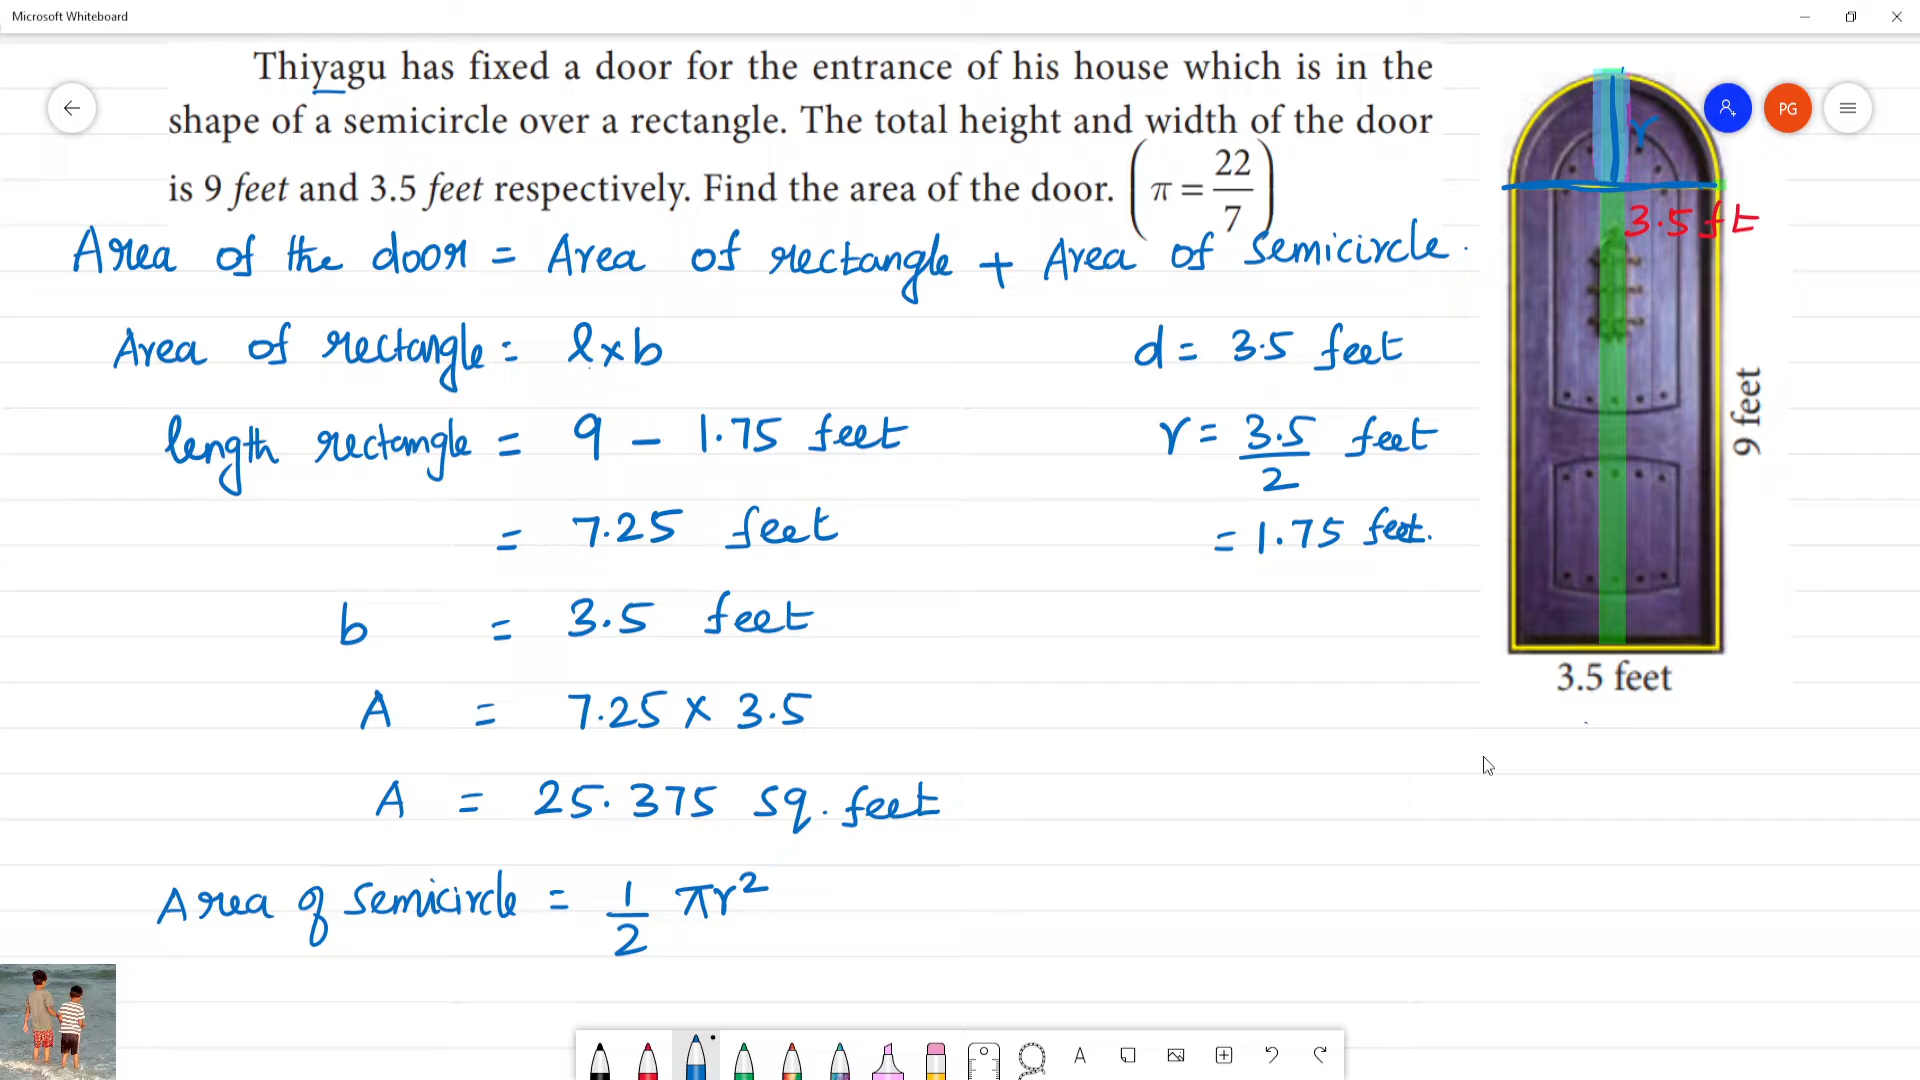 Microsoft Whiteboard
Thiyagu has fixed a door for the entrance of his house which is in the
shape of a semicircle over a rectangle. The total height and width of the door
is 9 feet and 3.5 feet respectively. Find the area of the door. (π = 22/7)
PG
r
3.5 ft
Area of the door = Area of rectangle + Area of semicircle.
Area of rectangle = l x b
d = 3.5 feet
length rectangle = 9 - 1.75 feet
r = 3.5/2 feet
9 feet
= 7.25 feet
= 1.75 feet.
b = 3.5 feet
3.5 feet
A = 7.25 x 3.5
A = 25.375 sq. feet
Area of semicircle = 1/2 πr²
A